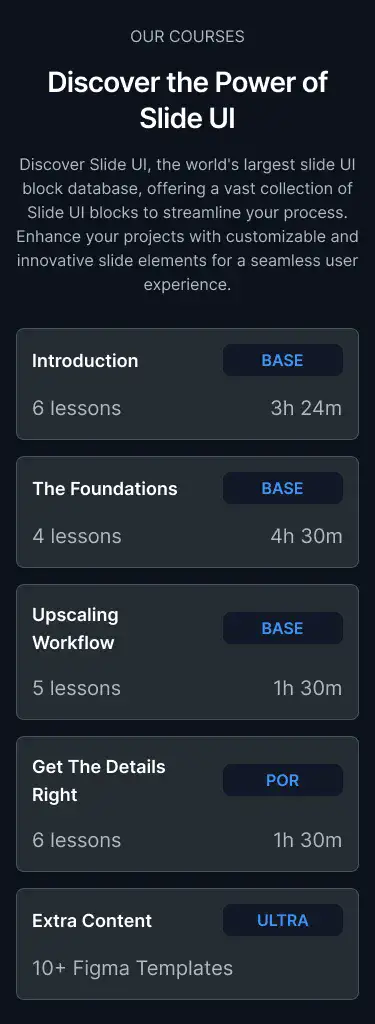 OUR COURSES
Discover the Power of
Slide UI
Discover Slide UI, the world's largest slide UI
block database, offering a vast collection of
Slide UI blocks to streamline your process.
Enhance your projects with customizable and
innovative slide elements for a seamless user
experience.
Introduction
BASE
6 lessons
3h 24m
The Foundations
BASE
4 lessons
4h 30m
Upscaling
Workflow
BASE
5 lessons
1h 30m
Get The Details
Right
POR
6 lessons
1h 30m
Extra Content
ULTRA
10+ Figma Templates